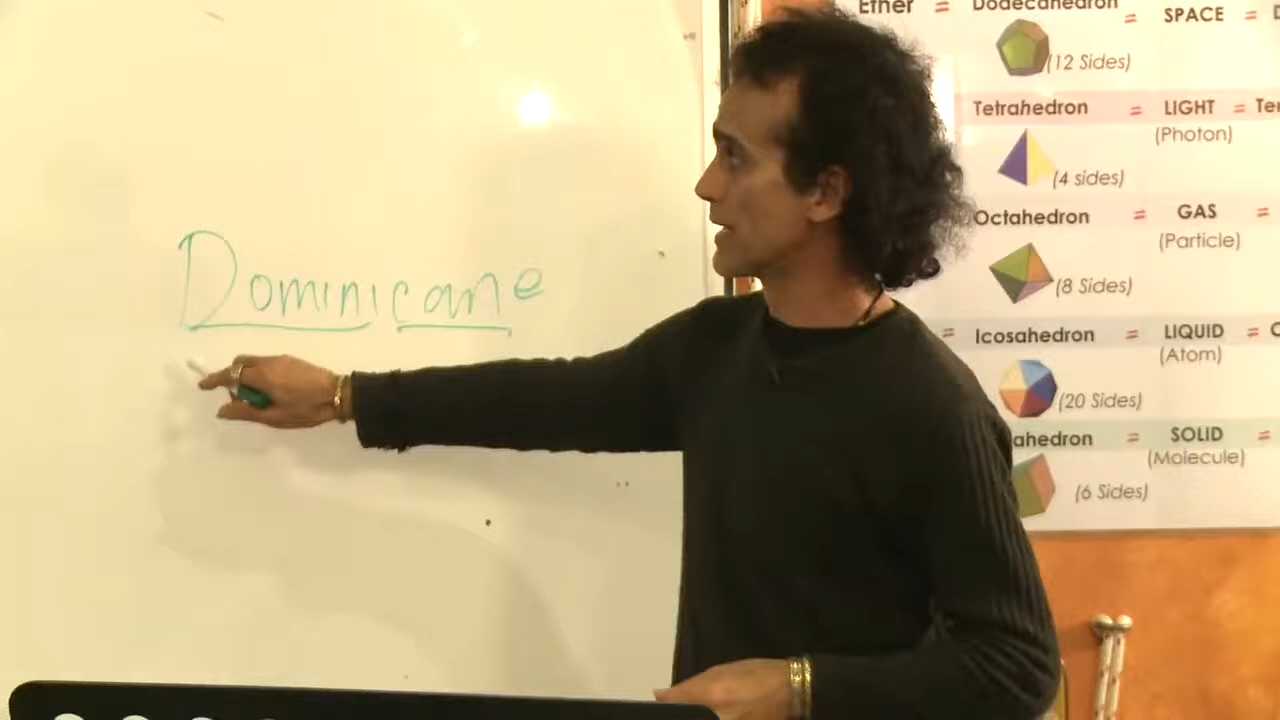 Dominicane
Ether = Dodecahedron = SPACE =
(12 Sides)
Tetrahedron = LIGHT =
(Photon)
(4 sides)
Octahedron = GAS =
(Particle)
(8 Sides)
= Icosahedron = LIQUID =
(Atom)
(20 Sides)
ahedron = SOLID =
(Molecule)
(6 Sides)